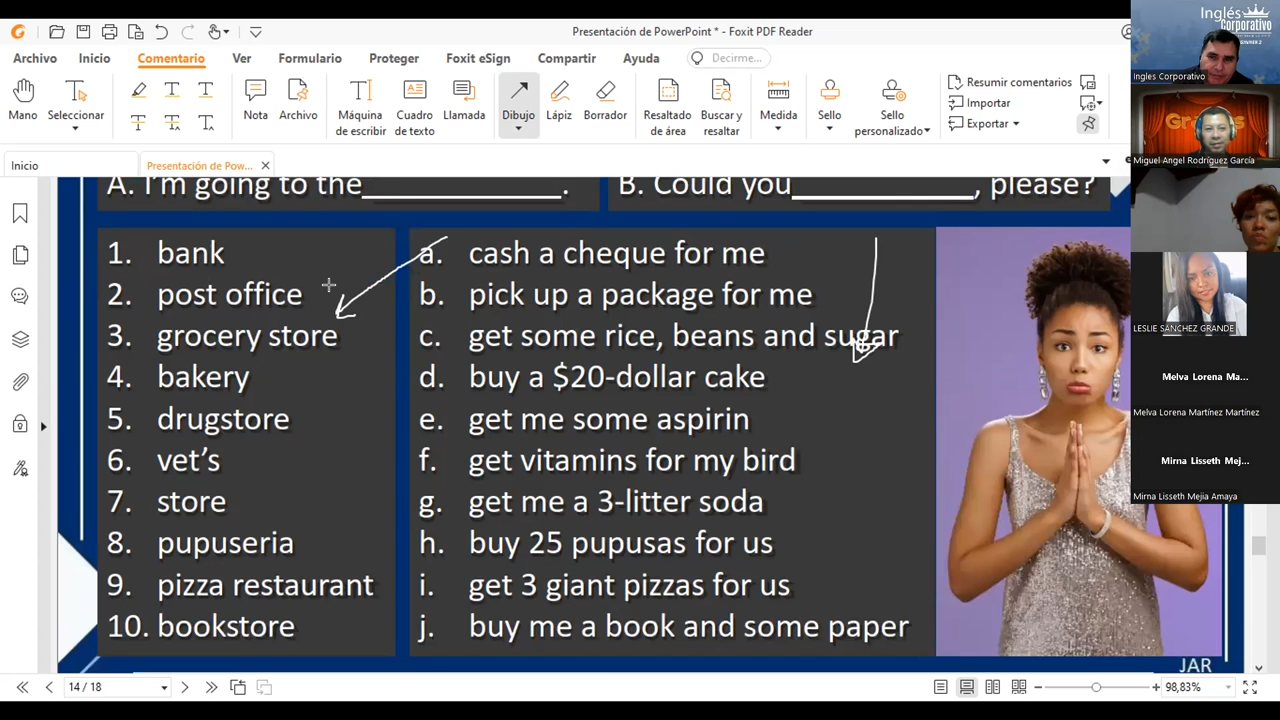 Presentación de PowerPoint * - Foxit PDF Reader
Archivo Inicio Comentario Ver Formulario Proteger Foxit eSign Compartir Ayuda Decirme...
Mano Seleccionar Nota Archivo Máquina de escribir Cuadro de texto Llamada Dibujo Lápiz Borrador Resaltado de área Buscar y resaltar Medida Sello Sello personalizado
Resumir comentarios
Importar
Exportar
Inicio Presentación de Pow...
A. I'm going to the____________.
B. Could you____________, please?
1. bank
2. post office
3. grocery store
4. bakery
5. drugstore
6. vet's
7. store
8. pupuseria
9. pizza restaurant
10. bookstore
a. cash a cheque for me
b. pick up a package for me
c. get some rice, beans and sugar
d. buy a $20-dollar cake
e. get me some aspirin
f. get vitamins for my bird
g. get me a 3-litter soda
h. buy 25 pupusas for us
i. get 3 giant pizzas for us
j. buy me a book and some paper
JAR
14 / 18
98,83%
Inglés
Corporativo
Ingles Corporativo
Miguel Angel Rodríguez García
LESLIE SANCHEZ GRANDE
Melva Lorena Ma...
Melva Lorena Martínez Martínez
Mirna Lisseth Mej...
Mirna Lisseth Mejia Amaya